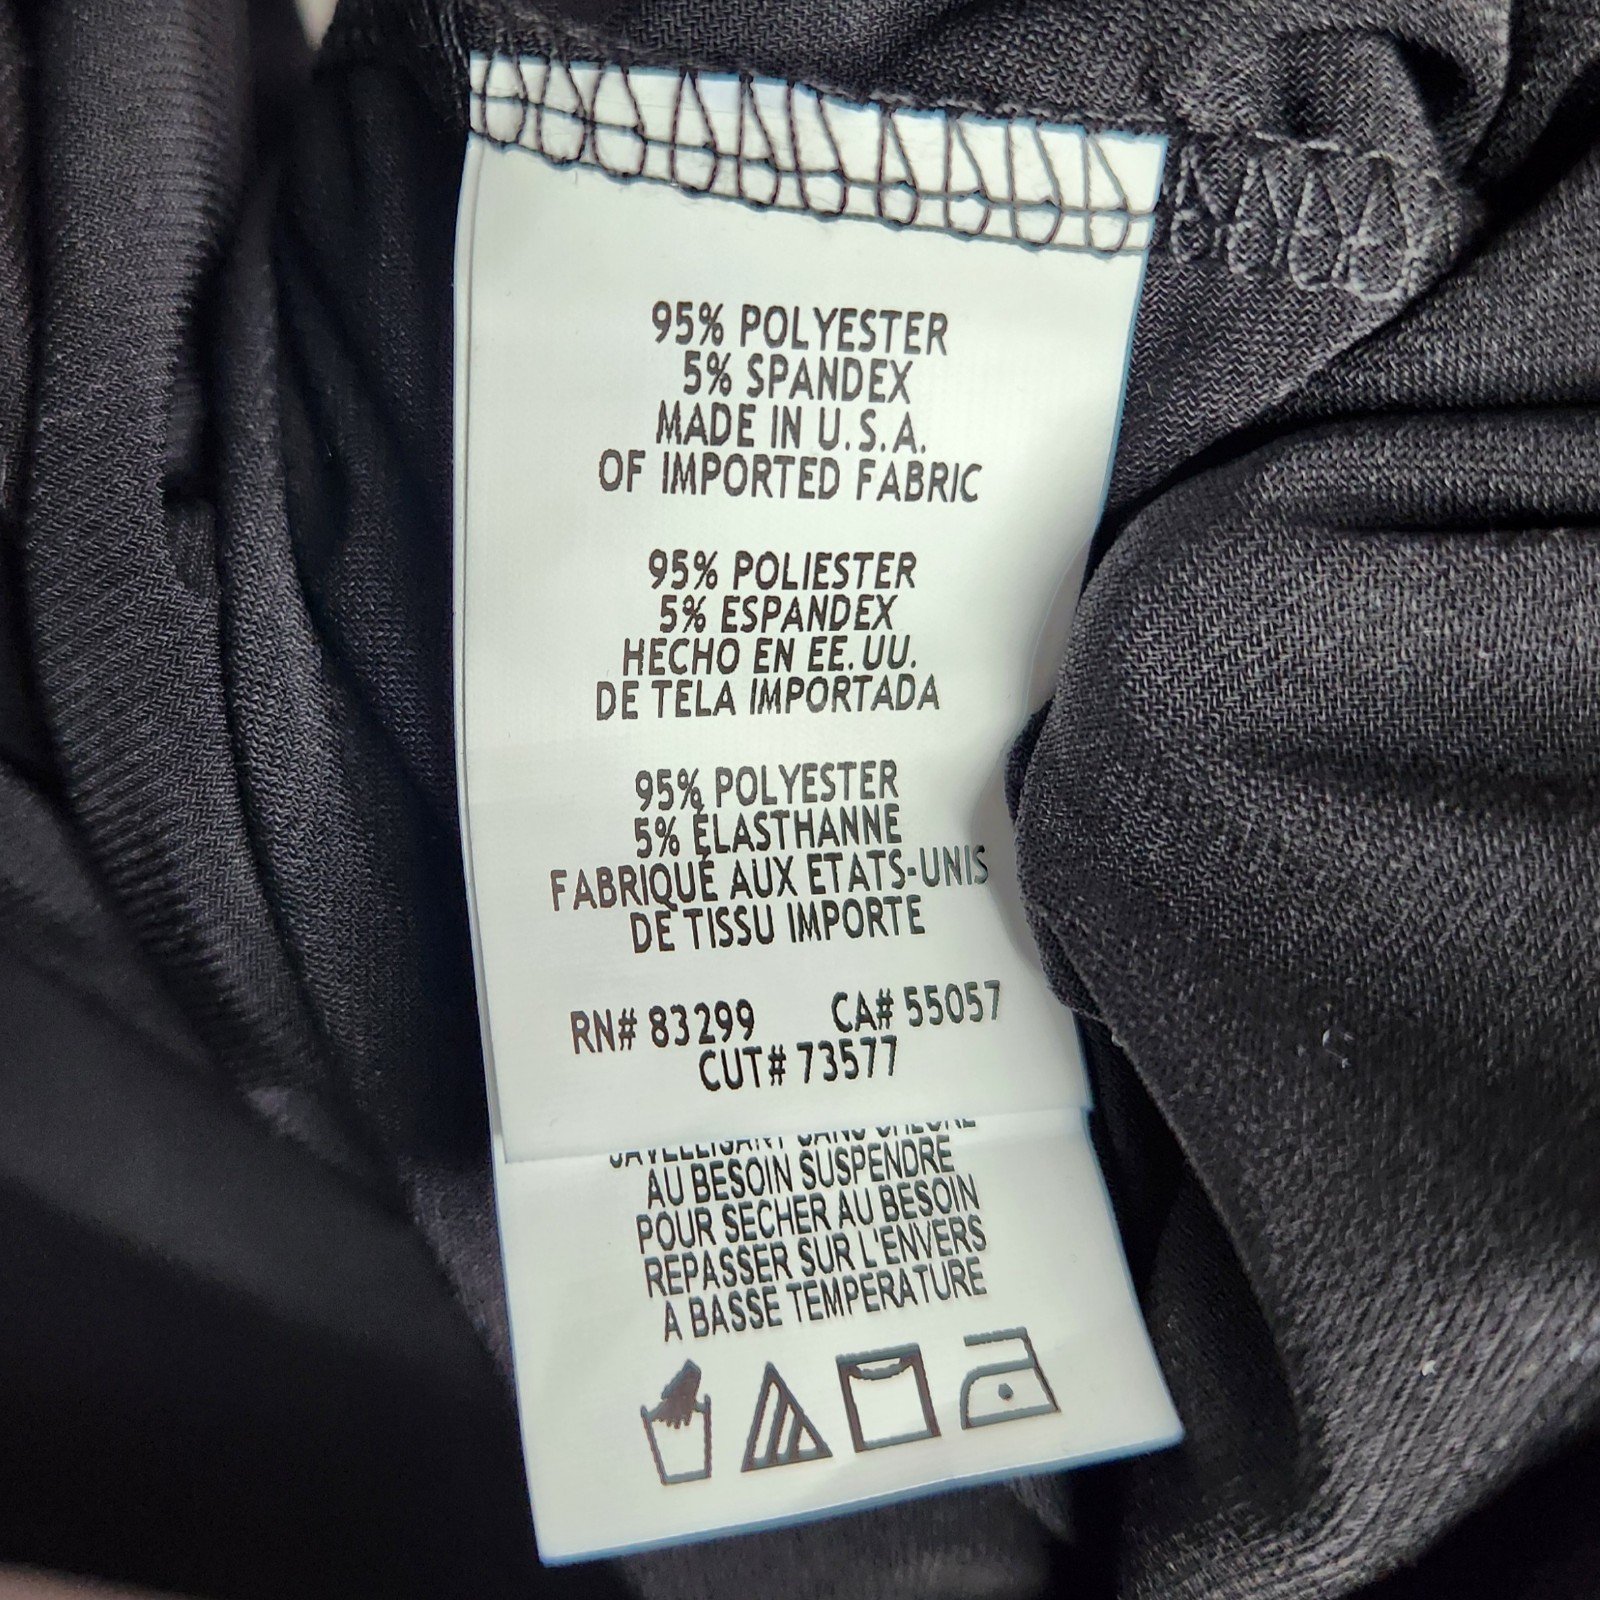 95% POLYESTER
5% SPANDEX
MADE IN U.S.A.
OF IMPORTED FABRIC
95% POLIESTER
5% ESPANDEX
HECHO EN EE.UU.
DE TELA IMPORTADA
95% POLYESTER
5% ÉLASTHANNE
FABRIQUÉ AUX ETATS-UNIS
DE TISSU IMPORTE
RN# 83299 CA# 55057
CUT# 73577
AU BESOIN SUSPENDRE
POUR SECHER AU BESOIN
REPASSER SUR L'ENVERS
A BASSE TEMPERATURE